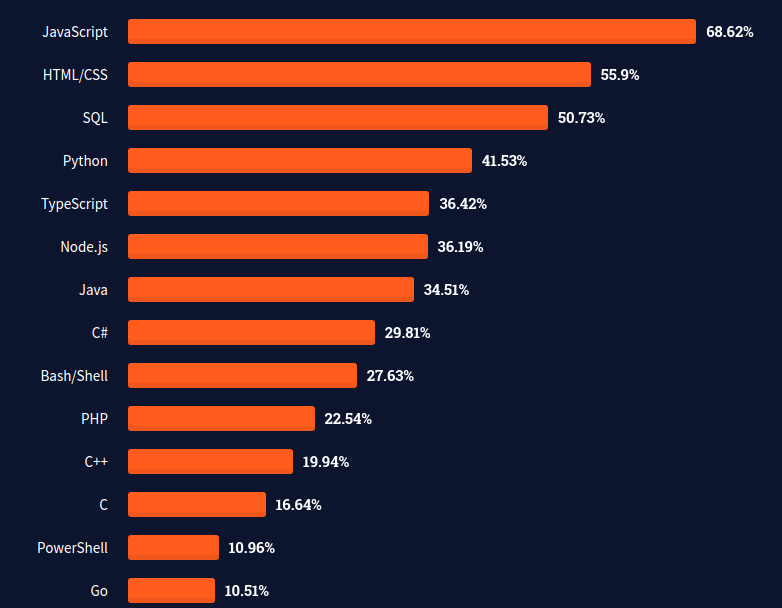 JavaScript 68.62%
HTML/CSS 55.9%
SQL 50.73%
Python 41.53%
TypeScript 36.42%
Node.js 36.19%
Java 34.51%
C# 29.81%
Bash/Shell 27.63%
PHP 22.54%
C++ 19.94%
C 16.64%
PowerShell 10.96%
Go 10.51%